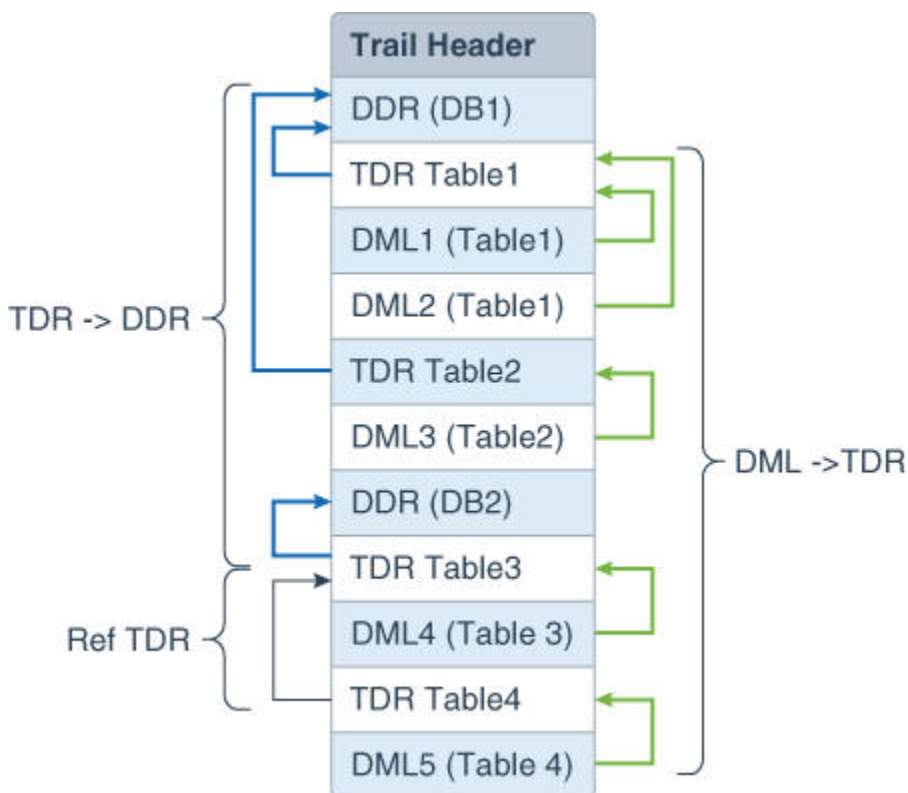 Trail Header
DDR (DB1)
TDR Table1
DML1 (Table1)
DML2 (Table1)
TDR -> DDR
TDR Table2
DML3 (Table2)
DML ->TDR
DDR (DB2)
TDR Table3
Ref TDR
DML4 (Table 3)
TDR Table4
DML5 (Table 4)